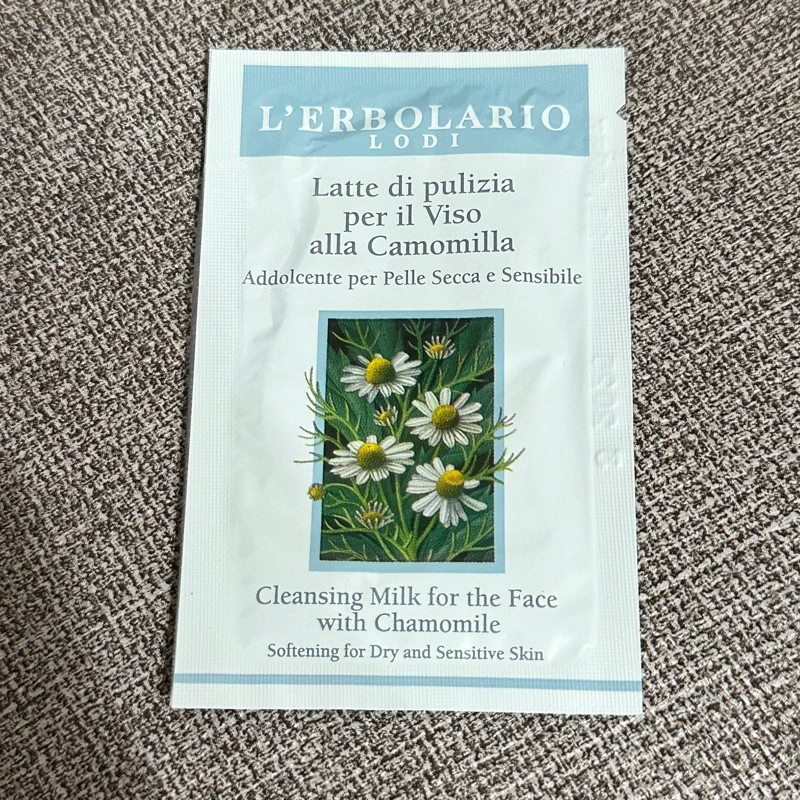 L'ERBOLARIO
LODI
Latte di pulizia
per il Viso
alla Camomilla
Addolcente per Pelle Secca e Sensibile
Cleansing Milk for the Face
with Chamomile
Softening for Dry and Sensitive Skin